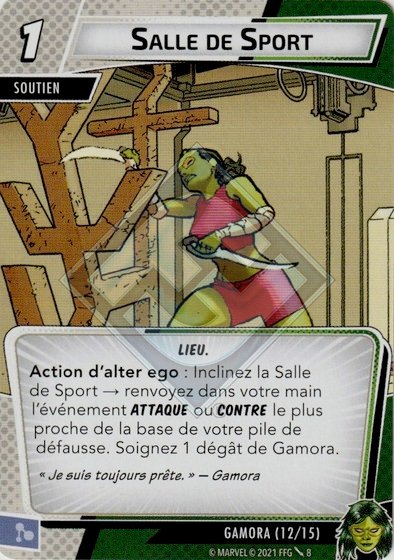 1
SALLE DE SPORT
SOUTIEN
LIEU.
Action d'alter ego : Inclinez la Salle
de Sport → renvoyez dans votre main
l'événement ATTAQUE ou CONTRE le plus
proche de la base de votre pile de
défausse. Soignez 1 dégât de Gamora.
« Je suis toujours prête. » – Gamora
GAMORA (12/15)
© MARVEL © 2021 FFG 8